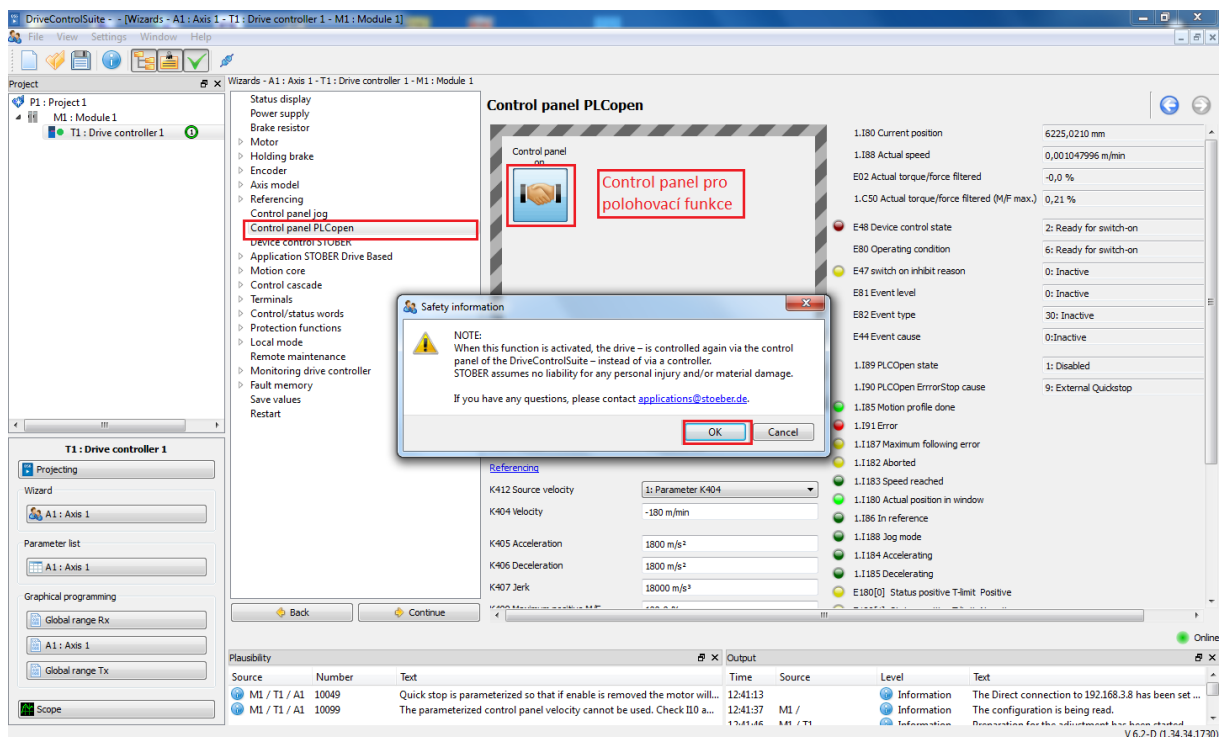 DriveControlSuite - - [Wizards - A1 : Axis 1 - T1 : Drive controller 1 - M1 : Module 1]
File View Settings Window Help
Project
P1 : Project 1
M1 : Module 1
T1 : Drive controller 1
T1 : Drive controller 1
Projecting
Wizard
A1 : Axis 1
Parameter list
A1 : Axis 1
Graphical programming
Global range Rx
A1 : Axis 1
Global range Tx
Scope
Wizards - A1 : Axis 1 - T1 : Drive controller 1 - M1 : Module 1
Status display
Power supply
Brake resistor
Motor
Holding brake
Encoder
Axis model
Referencing
Control panel jog
Control panel PLCopen
Device control STOBER
Application STOBER Drive Based
Motion core
Control cascade
Terminals
Control/status words
Protection functions
Local mode
Remote maintenance
Monitoring drive controller
Fault memory
Save values
Restart
Back
Continue
Control panel PLCopen
Control panel
on
Control panel pro
polohovací funkce
Safety information
NOTE:
When this function is activated, the drive – is controlled again via the control
panel of the DriveControlSuite – instead of via a controller.
STOBER assumes no liability for any personal injury and/or material damage.
If you have any questions, please contact applications@stoeber.de.
OK Cancel
Referencing
K412 Source velocity 1: Parameter K404
K404 Velocity -180 m/min
K405 Acceleration 1800 m/s²
K406 Deceleration 1800 m/s²
K407 Jerk 18000 m/s³
1.I80 Current position 6225,0210 mm
1.I88 Actual speed 0,001047996 m/min
E02 Actual torque/force filtered -0,0 %
1.C50 Actual torque/force filtered (M/F max.) 0,21 %
E48 Device control state 2: Ready for switch-on
E80 Operating condition 6: Ready for switch-on
E47 switch on inhibit reason 0: Inactive
E81 Event level 0: Inactive
E82 Event type 30: Inactive
E44 Event cause 0:Inactive
1.I89 PLCOpen state 1: Disabled
1.I90 PLCOpen ErrrorStop cause 9: External Quickstop
1.I85 Motion profile done
1.I91 Error
1.I187 Maximum following error
1.I182 Aborted
1.I183 Speed reached
1.I180 Actual position in window
1.I86 In reference
1.I188 Jog mode
1.I184 Accelerating
1.I185 Decelerating
E180[0] Status positive T-limit Positive
Online
Plausibility
Source Number Text
M1 / T1 / A1 10049 Quick stop is parameterized so that if enable is removed the motor will...
M1 / T1 / A1 10099 The parameterized control panel velocity cannot be used. Check I10 a...
Output
Time Source Level Text
12:41:13 Information The Direct connection to 192.168.3.8 has been set ...
12:41:37 M1 / Information The configuration is being read.
12:41:46 M1 / T1 Information Preparation for the adjustment has been started
V 6.2-D (1.34.34.1730)